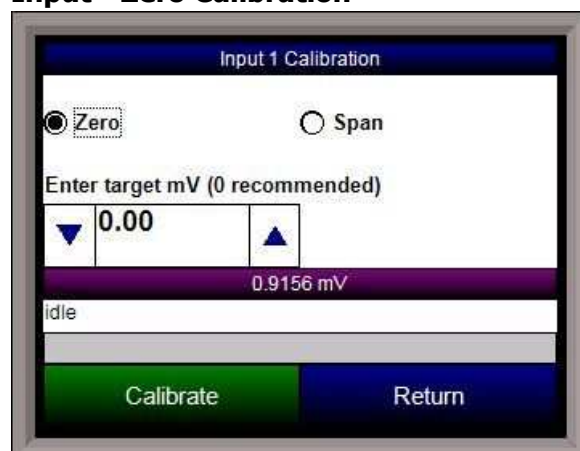 Input - Zero Calibration
Input 1 Calibration
Zero Span
Enter target mV (0 recommended)
0.00
0.9156 mV
idle
Calibrate Return